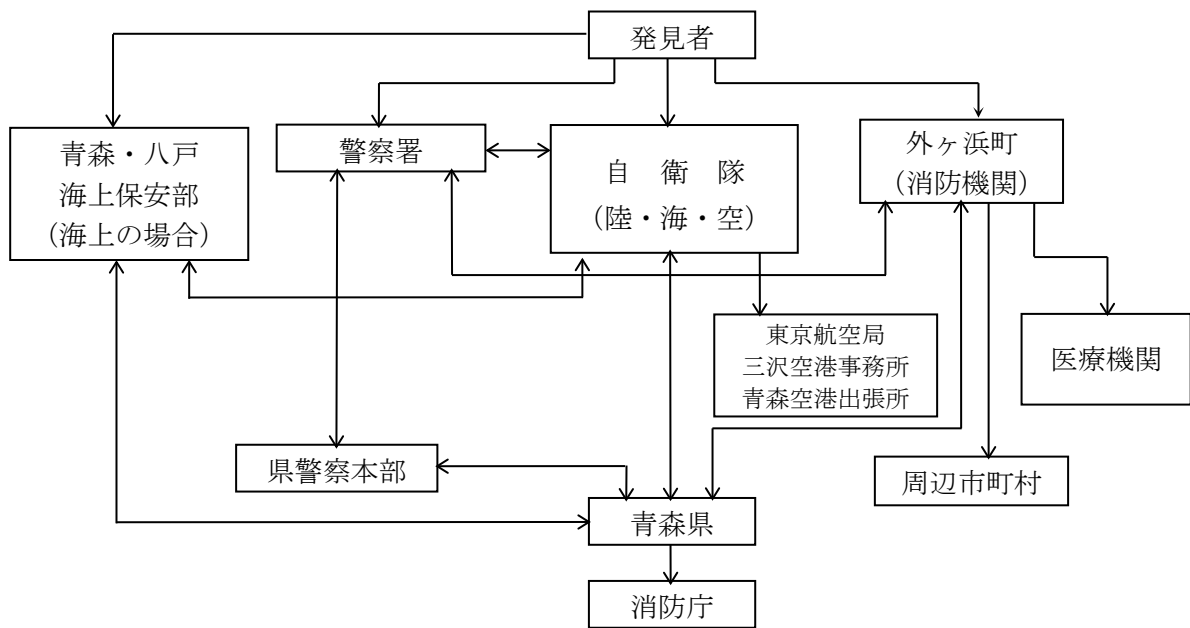 発見者
青森・八戸
海上保安部
（海上の場合）
警察署
自　衛　隊
（陸・海・空）
外ヶ浜町
（消防機関）
東京航空局
三沢空港事務所
青森空港出張所
医療機関
県警察本部
周辺市町村
青森県
消防庁